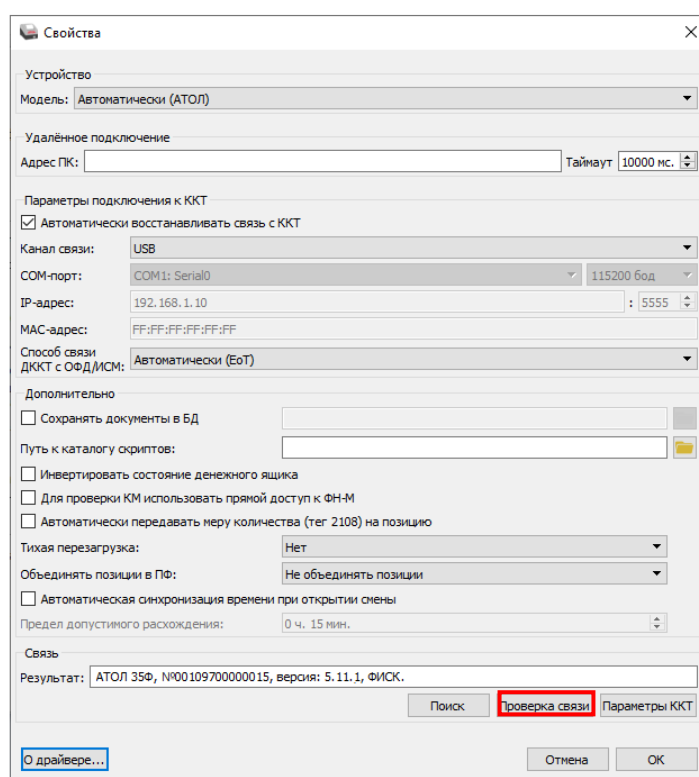 Свойства
Устройство
Модель: Автоматически (АТОЛ)
Удалённое подключение
Адрес ПК: Таймаут 10000 мс.
Параметры подключения к ККТ
Автоматически восстанавливать связь с ККТ
Канал связи: USB
COM-порт: COM1: Serial0 115200 бод
IP-адрес: 192.168.1.10 : 5555
MAC-адрес: FF:FF:FF:FF:FF:FF
Способ связи
ДККТ с ОФД/ИСМ: Автоматически (EoT)
Дополнительно
Сохранять документы в БД
Путь к каталогу скриптов:
Инвертировать состояние денежного ящика
Для проверки КМ использовать прямой доступ к ФН-М
Автоматически передавать меру количества (тег 2108) на позицию
Тихая перезагрузка: Нет
Объединять позиции в ПФ: Не объединять позиции
Автоматическая синхронизация времени при открытии смены
Предел допустимого расхождения: 0 ч. 15 мин.
Связь
Результат: АТОЛ 35Ф, №00109700000015, версия: 5.11.1, ФИСК.
Поиск Проверка связи Параметры ККТ
О драйвере... Отмена ОК